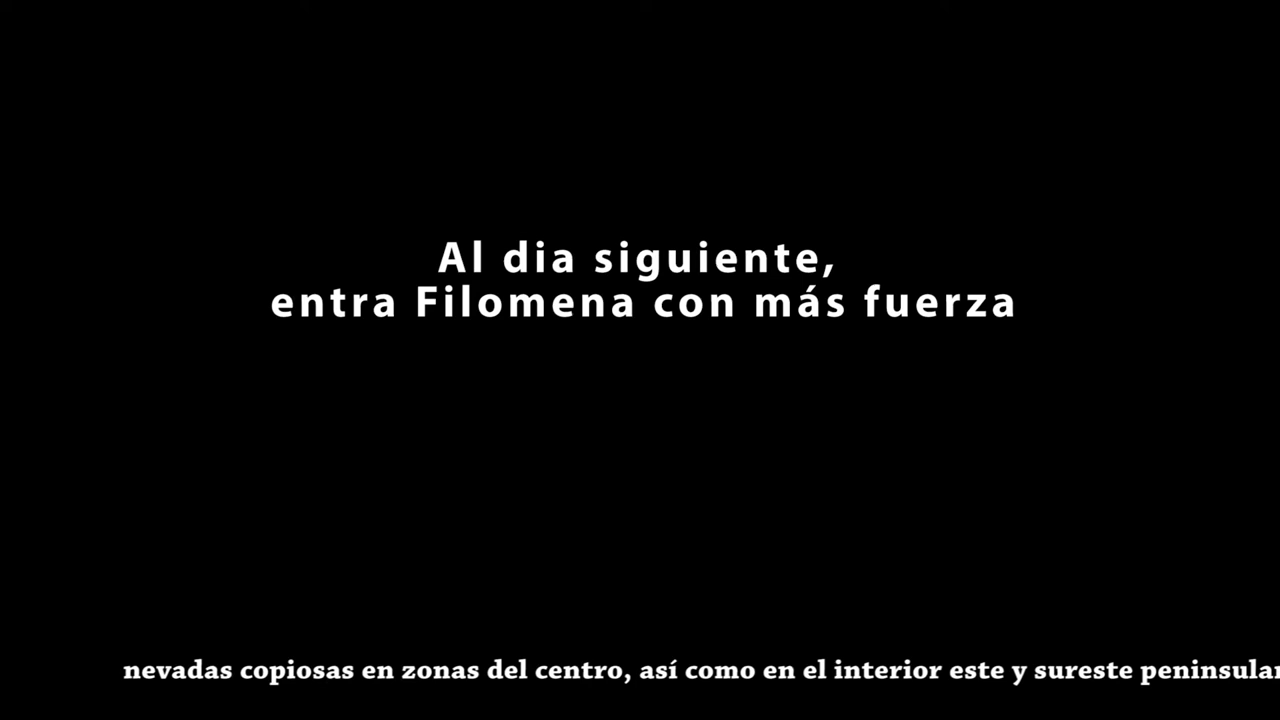 Al dia siguiente,
entra Filomena con más fuerza
nevadas copiosas en zonas del centro, así como en el interior este y sureste peninsular